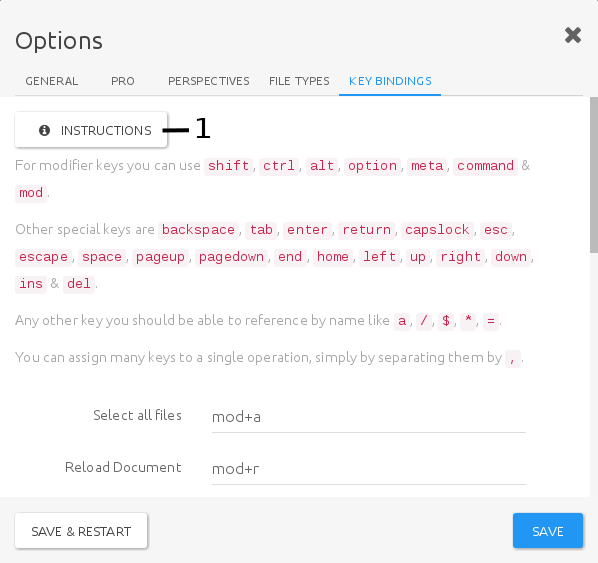 Options
GENERAL PRO PERSPECTIVES FILE TYPES KEY BINDINGS
INSTRUCTIONS 1
For modifier keys you can use shift, ctrl, alt, option, meta, command &
mod.
Other special keys are backspace, tab, enter, return, capslock, esc,
escape, space, pageup, pagedown, end, home, left, up, right, down,
ins & del.
Any other key you should be able to reference by name like a, /, $, *, =.
You can assign many keys to a single operation, simply by separating them by ,.
Select all files mod+a
Reload Document mod+r
SAVE & RESTART SAVE